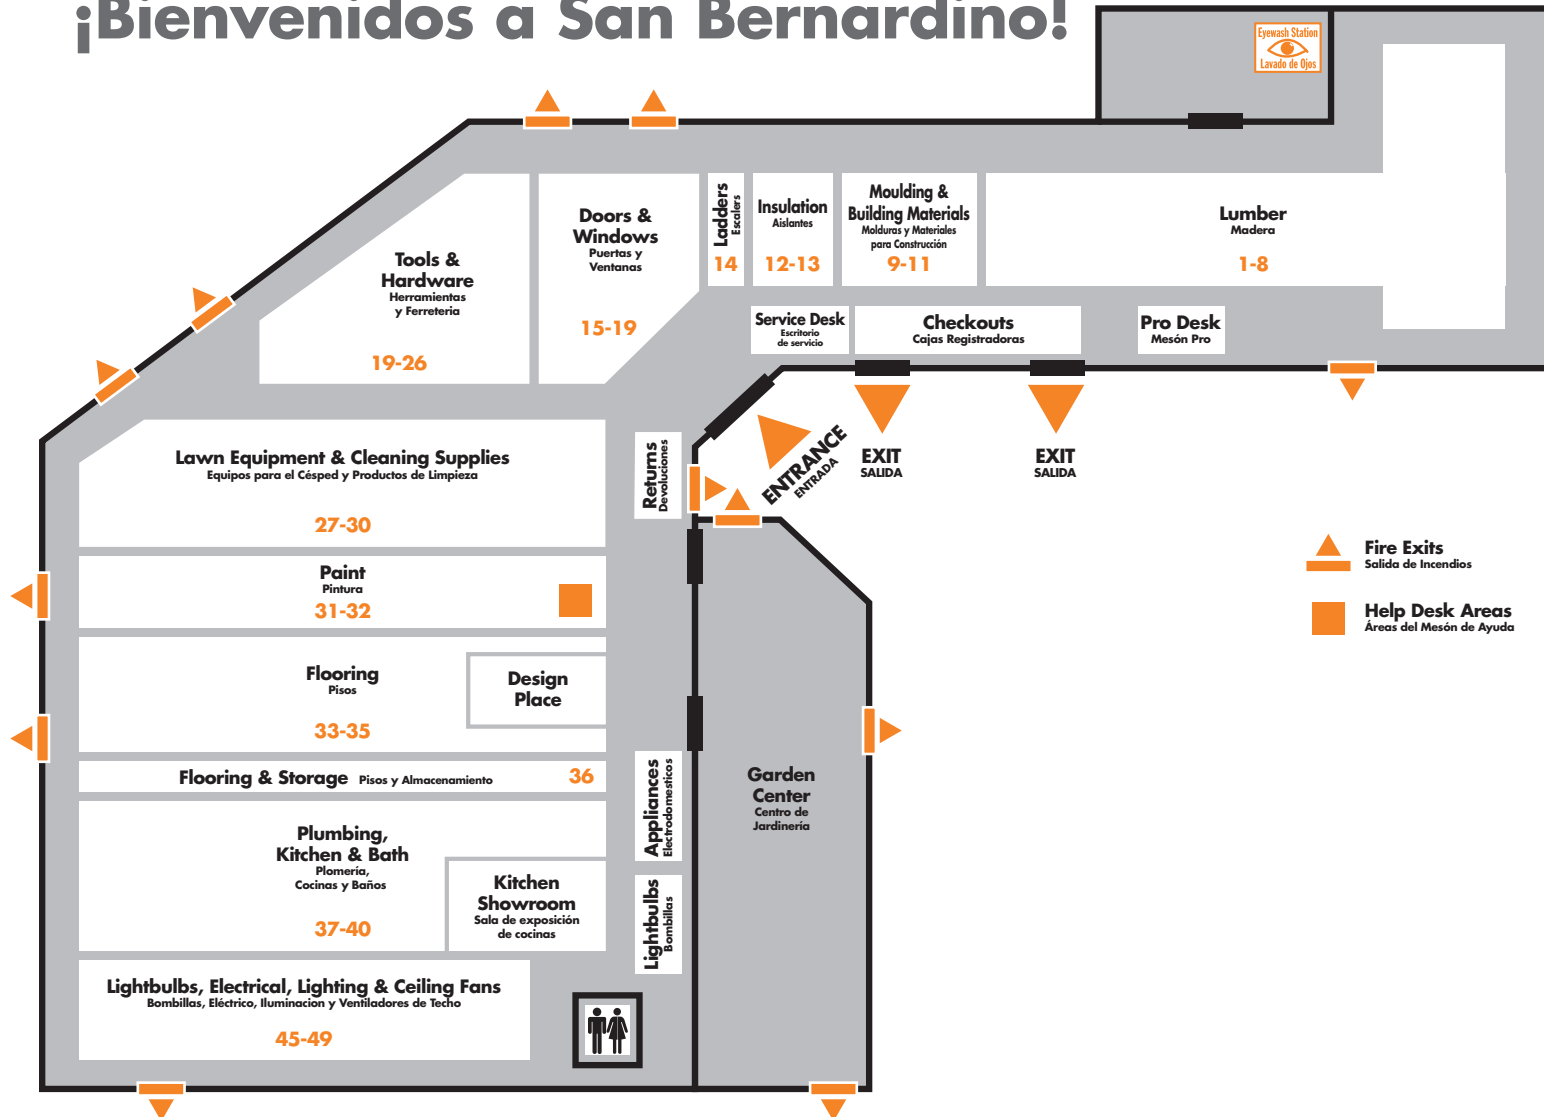 ¡Bienvenidos a San Bernardino!
Eyewash Station
Lavado de Ojos
Tools &
Hardware
Herramientas
y Ferreteria
19-26
Doors &
Windows
Puertas y
Ventanas
15-19
Ladders
Escalers
14
Insulation
Aislantes
12-13
Moulding &
Building Materials
Molduras y Materiales
para Construcción
9-11
Lumber
Madera
1-8
Service Desk
Escritorio
de servicio
Checkouts
Cajas Registradoras
Pro Desk
Mesón Pro
ENTRANCE
ENTRADA
EXIT
SALIDA
EXIT
SALIDA
Returns
Devoluciones
Lawn Equipment & Cleaning Supplies
Equipos para el Césped y Productos de Limpieza
27-30
Paint
Pintura
31-32
Flooring
Pisos
33-35
Design
Place
Flooring & Storage Pisos y Almacenamiento 36
Plumbing,
Kitchen & Bath
Plomería,
Cocinas y Baños
37-40
Kitchen
Showroom
Sala de exposición
de cocinas
Appliances
Electrodomesticos
Lightbulbs
Bombillas
Lightbulbs, Electrical, Lighting & Ceiling Fans
Bombillas, Eléctrico, Iluminacion y Ventiladores de Techo
45-49
Garden
Center
Centro de
Jardinería
Fire Exits
Salida de Incendios
Help Desk Areas
Áreas del Mesón de Ayuda